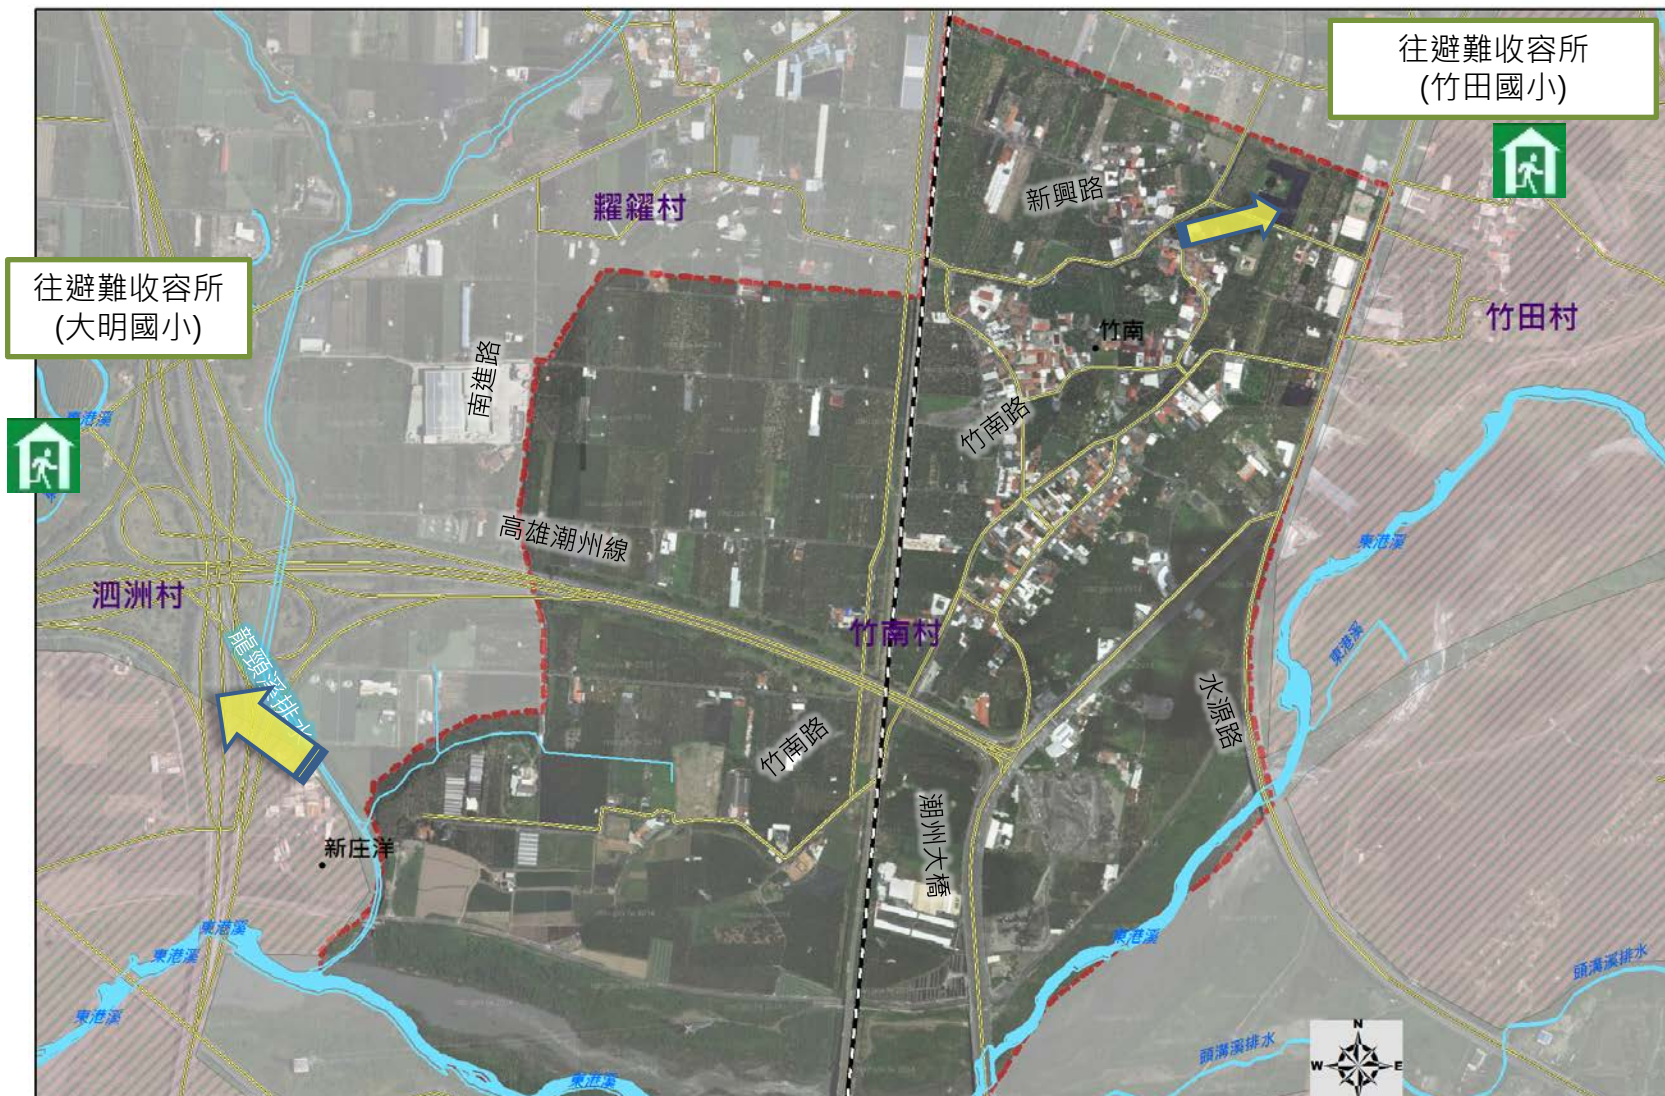 往避難收容所
(竹田國小)
新興路
糶糴村
往避難收容所
(大明國小)
竹田村
竹南
南進路
東港溪
竹南路
高雄潮州線
東港溪
泗洲村
竹南村
東港溪
龍頸溪排水
水源路
竹南路
潮州大橋
新庄洋
東港溪
東港溪
東港溪
頭溝溪排水
東港溪
頭溝溪排水
東港溪
N
W
E